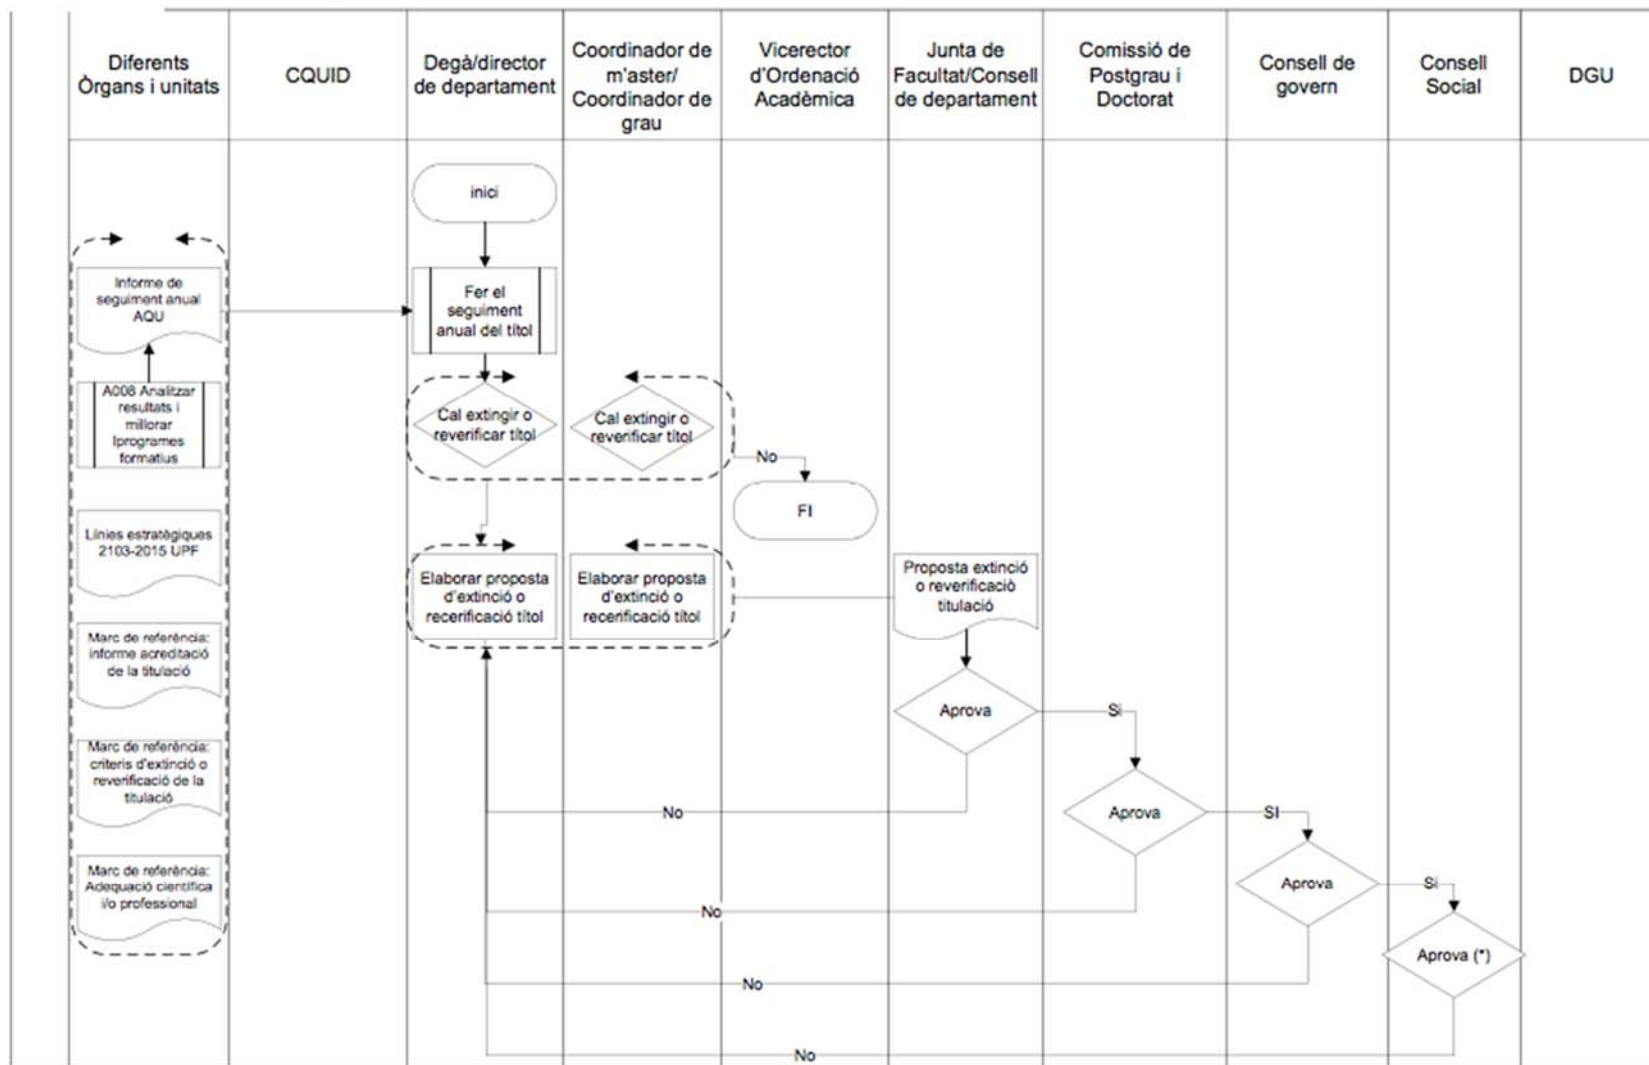 Diferents
Òrgans i unitats
CQUID
Degà/director
de departament
Coordinador de
m'aster/
Coordinador de
grau
Vicerector
d'Ordenació
Acadèmica
Junta de
Facultat/Consell
de departament
Comissió de
Postgrau i
Doctorat
Consell de
govern
Consell
Social
DGU
inici
Informe de
seguiment anual
AQU
Fer el
seguiment
anual del títol
A008 Analitzar
resultats i
millorar
Iprogrames
formatius
Cal extingir o
reverificar títol
Cal extingir o
reverificar títol
No
FI
Línies estratègiques
2103-2015 UPF
Elaborar proposta
d'extinció o
recerificació títol
Elaborar proposta
d'extinció o
recerificació títol
Proposta extinció
o reverificaciò
titulació
Marc de referència:
informe acreditació
de la titulació
Aprova
Si
Marc de referència:
criteris d'extinció o
reverificació de la
titulació
No
Aprova
SI
Marc de referència:
Adequació científica
i/o professional
Aprova
Si
No
Aprova (*)
No
No